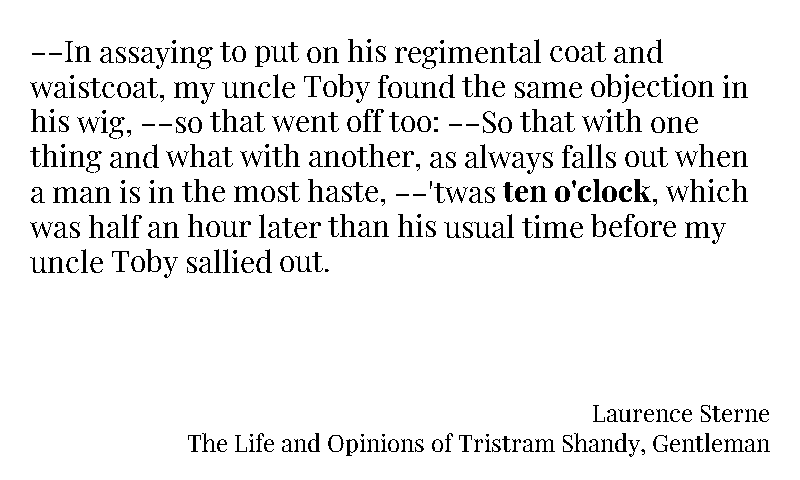 --In assaying to put on his regimental coat and
waistcoat, my uncle Toby found the same objection in
his wig, --so that went off too: --So that with one
thing and what with another, as always falls out when
a man is in the most haste, --'twas ten o'clock, which
was half an hour later than his usual time before my
uncle Toby sallied out.
Laurence Sterne
The Life and Opinions of Tristram Shandy, Gentleman